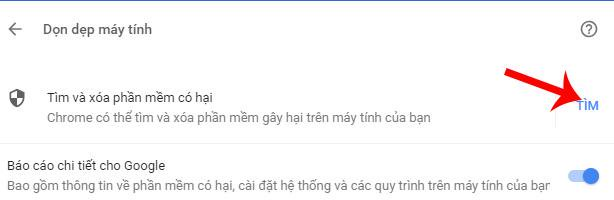 Dọn dẹp máy tính
Tìm và xóa phần mềm có hại
Chrome có thể tìm và xóa phần mềm gây hại trên máy tính của bạn
TÌM
Báo cáo chi tiết cho Google
Bao gồm thông tin về phần mềm có hại, cài đặt hệ thống và các quy trình trên máy tính của bạn